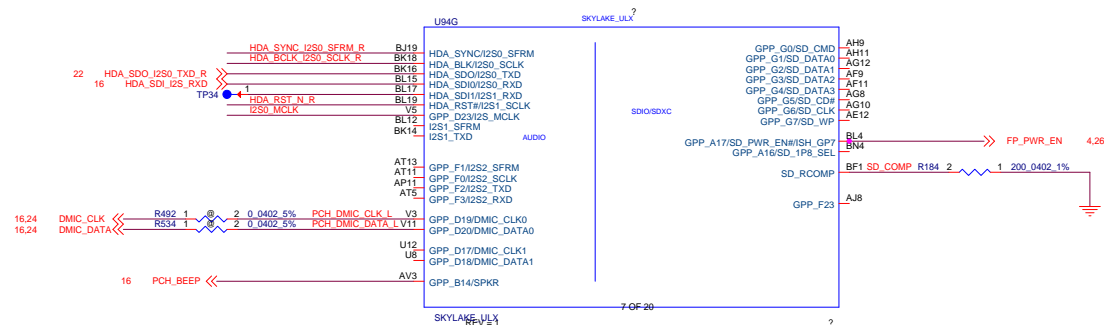 ?
U94G
SKYLAKE_ULX
HDA_SYNC_I2S0_SFRM_R BJ19 HDA_SYNC/I2S0_SFRM
HDA_BCLK_I2S0_SCLK_R BK18 HDA_BLK/I2S0_SCLK
22 HDA_SDO_I2S0_TXD_R BK16 HDA_SDO/I2S0_TXD
16 HDA_SDI_I2S_RXD BL15 HDA_SDI0/I2S0_RXD
TP34 1 BL17 HDA_SDI1/I2S1_RXD
HDA_RST_N_R BL19 HDA_RST#/I2S1_SCLK
I2S0_MCLK V5 GPP_D23/I2S_MCLK
BL12 I2S1_SFRM
BK14 I2S1_TXD
AUDIO
AT13 GPP_F1/I2S2_SFRM
AT11 GPP_F0/I2S2_SCLK
AP11 GPP_F2/I2S2_TXD
AT5 GPP_F3/I2S2_RXD
16,24 DMIC_CLK R492 1 @ 2 0_0402_5% PCH_DMIC_CLK_L V3 GPP_D19/DMIC_CLK0
16,24 DMIC_DATA R534 1 @ 2 0_0402_5% PCH_DMIC_DATA_L V11 GPP_D20/DMIC_DATA0
U12 GPP_D17/DMIC_CLK1
U8 GPP_D18/DMIC_DATA1
16 PCH_BEEP AV3 GPP_B14/SPKR
SDIO/SDXC
GPP_G0/SD_CMD AH9
GPP_G1/SD_DATA0 AH11
GPP_G2/SD_DATA1 AG12
GPP_G3/SD_DATA2 AF9
GPP_G4/SD_DATA3 AF11
GPP_G5/SD_CD# AG8
GPP_G6/SD_CLK AG10
GPP_G7/SD_WP AE12
GPP_A17/SD_PWR_EN#/ISH_GP7 BL4 FP_PWR_EN 4,26
GPP_A16/SD_1P8_SEL BN4
SD_RCOMP BF1 SD_COMP R184 2 1 200_0402_1%
GPP_F23 AJ8
7 OF 20
SKYLAKE_ULX
REV = 1
?